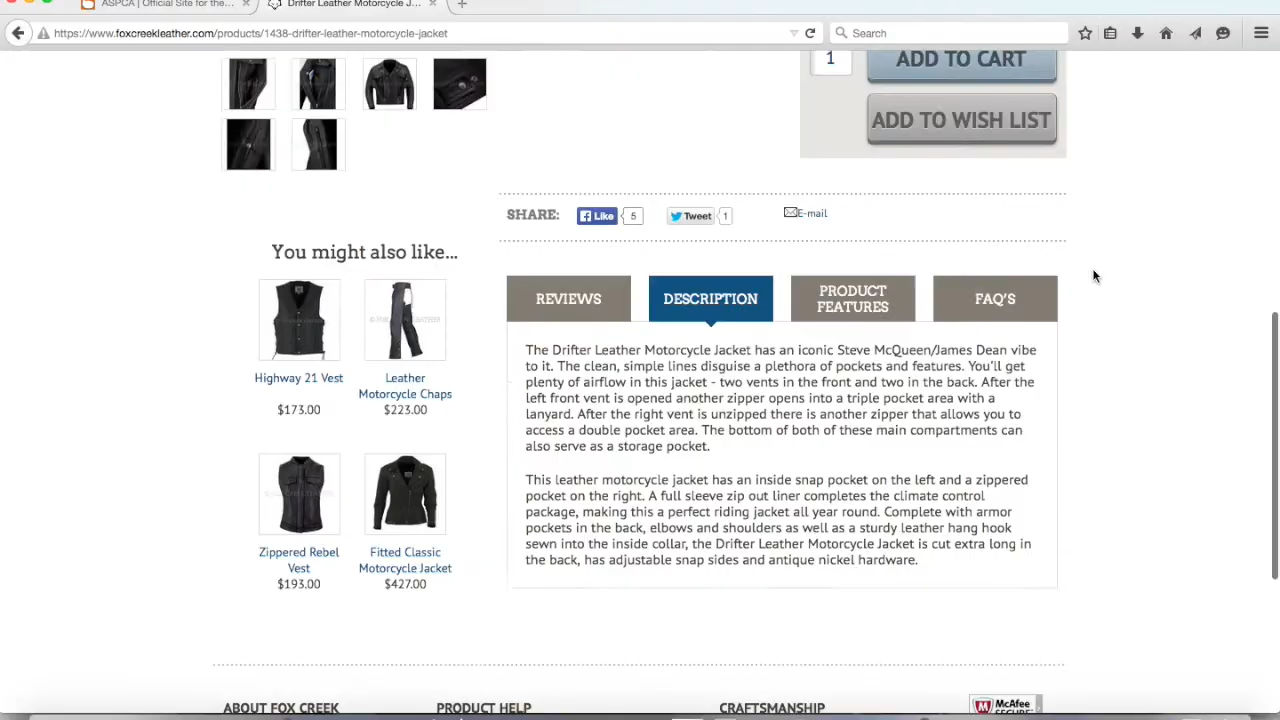 ASPCA | Official Site for the...
Drifter Leather Motorcycle J...
https://www.foxcreekleather.com/products/1438-drifter-leather-motorcycle-jacket
Search
1
ADD TO CART
ADD TO WISH LIST
SHARE:
Like
5
Tweet
1
E-mail
You might also like...
Highway 21 Vest
$173.00
Leather
Motorcycle Chaps
$223.00
Zippered Rebel
Vest
$193.00
Fitted Classic
Motorcycle Jacket
$427.00
REVIEWS
DESCRIPTION
PRODUCT
FEATURES
FAQ'S
The Drifter Leather Motorcycle Jacket has an iconic Steve McQueen/James Dean vibe
to it. The clean, simple lines disguise a plethora of pockets and features. You'll get
plenty of airflow in this jacket - two vents in the front and two in the back. After the
left front vent is opened another zipper opens into a triple pocket area with a
lanyard. After the right vent is unzipped there is another zipper that allows you to
access a double pocket area. The bottom of both of these main compartments can
also serve as a storage pocket.
This leather motorcycle jacket has an inside snap pocket on the left and a zippered
pocket on the right. A full sleeve zip out liner completes the climate control
package, making this a perfect riding jacket all year round. Complete with armor
pockets in the back, elbows and shoulders as well as a sturdy leather hang hook
sewn into the inside collar, the Drifter Leather Motorcycle Jacket is cut extra long in
the back, has adjustable snap sides and antique nickel hardware.
ABOUT FOX CREEK
PRODUCT HELP
CRAFTSMANSHIP
McAfee
SECURE